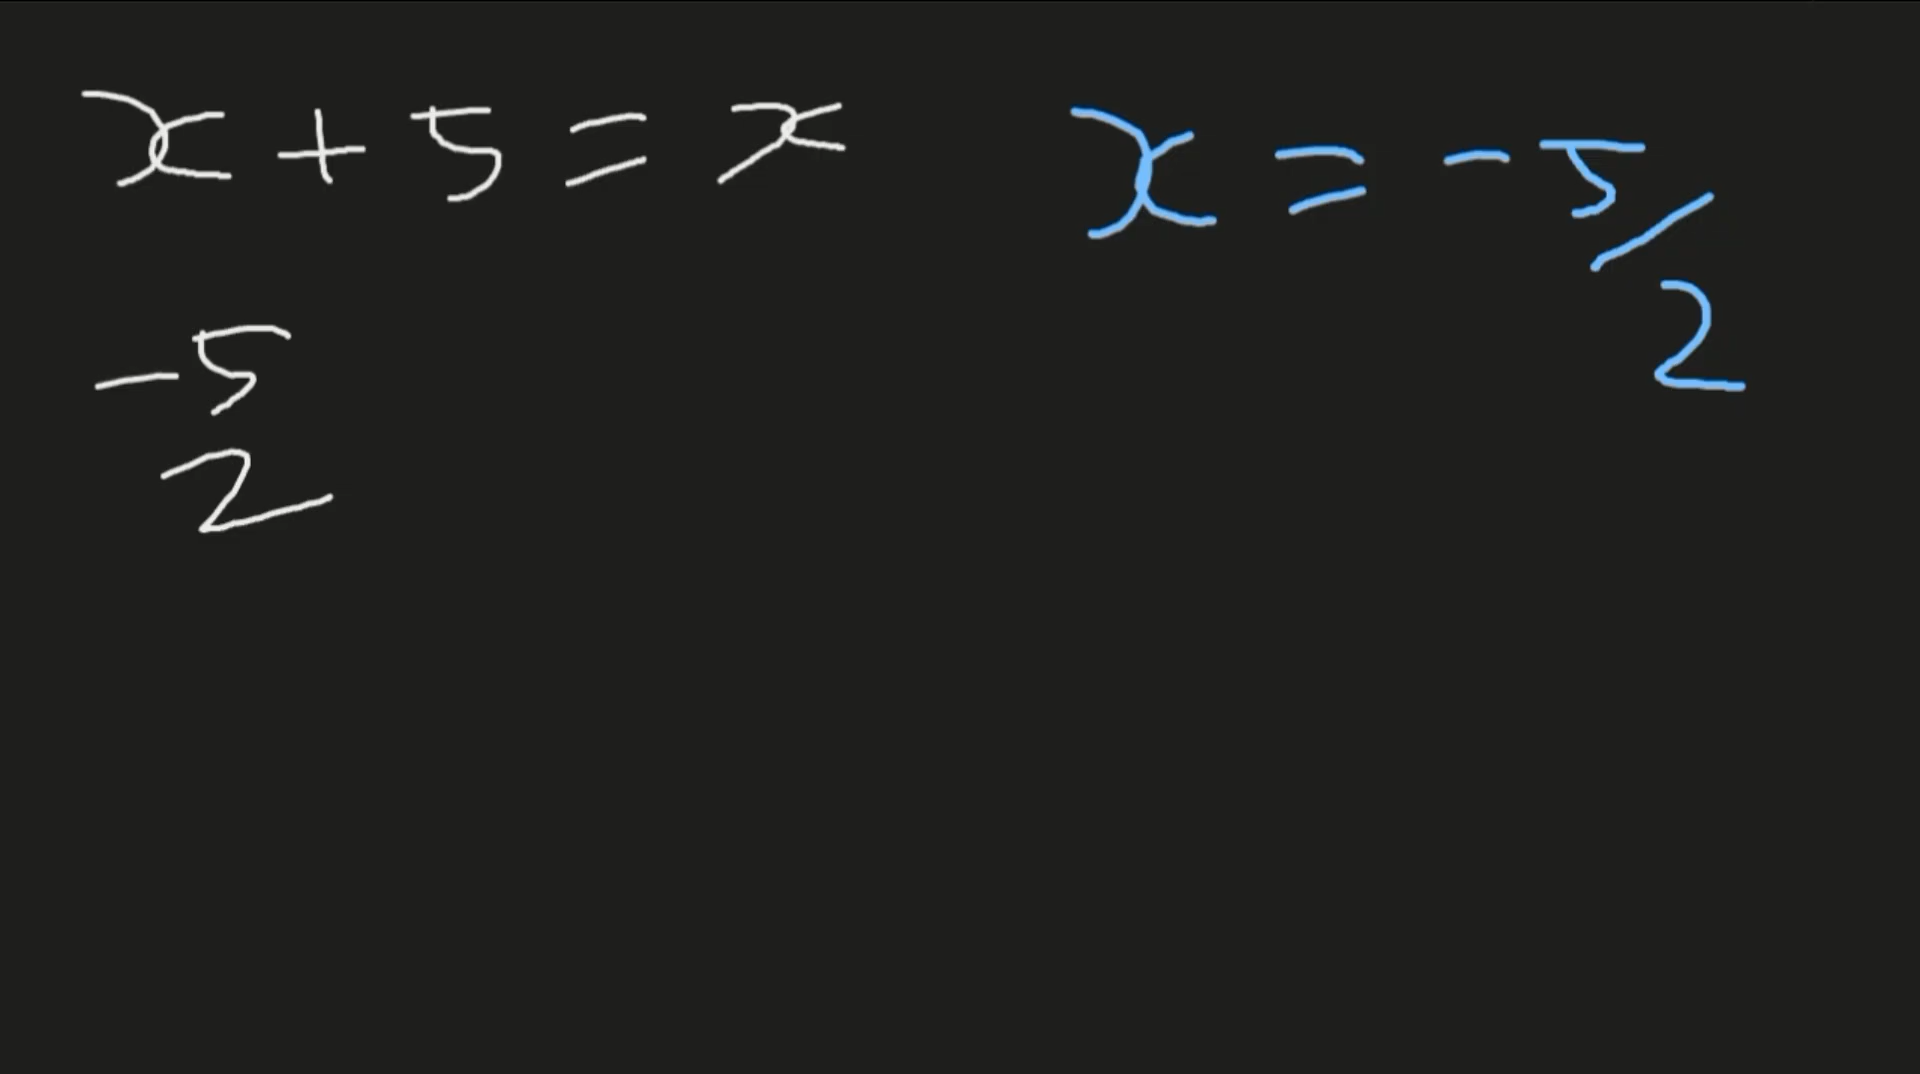 x + 5 = x
x = -5/2
-5
2